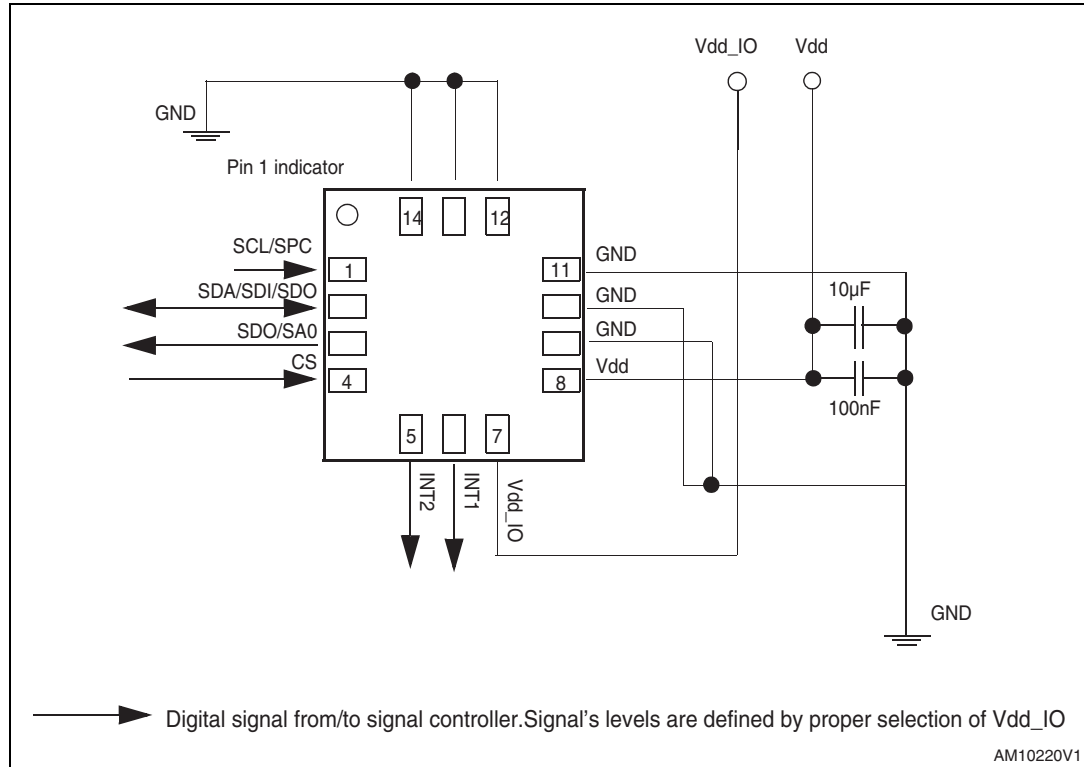 Vdd_IO Vdd
GND
Pin 1 indicator
14 12
SCL/SPC
1
11
GND
SDA/SDI/SDO
GND
10µF
SDO/SA0
GND
CS
4
8
Vdd
100nF
5 7
INT2
INT1
Vdd_IO
GND
Digital signal from/to signal controller.Signal's levels are defined by proper selection of Vdd_IO
AM10220V1